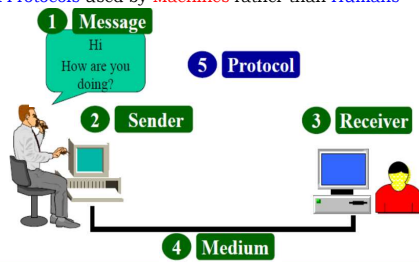 Protocols used by Machines rather than Humans
1 Message
Hi
How are you
doing?
5 Protocol
2 Sender
3 Receiver
4 Medium